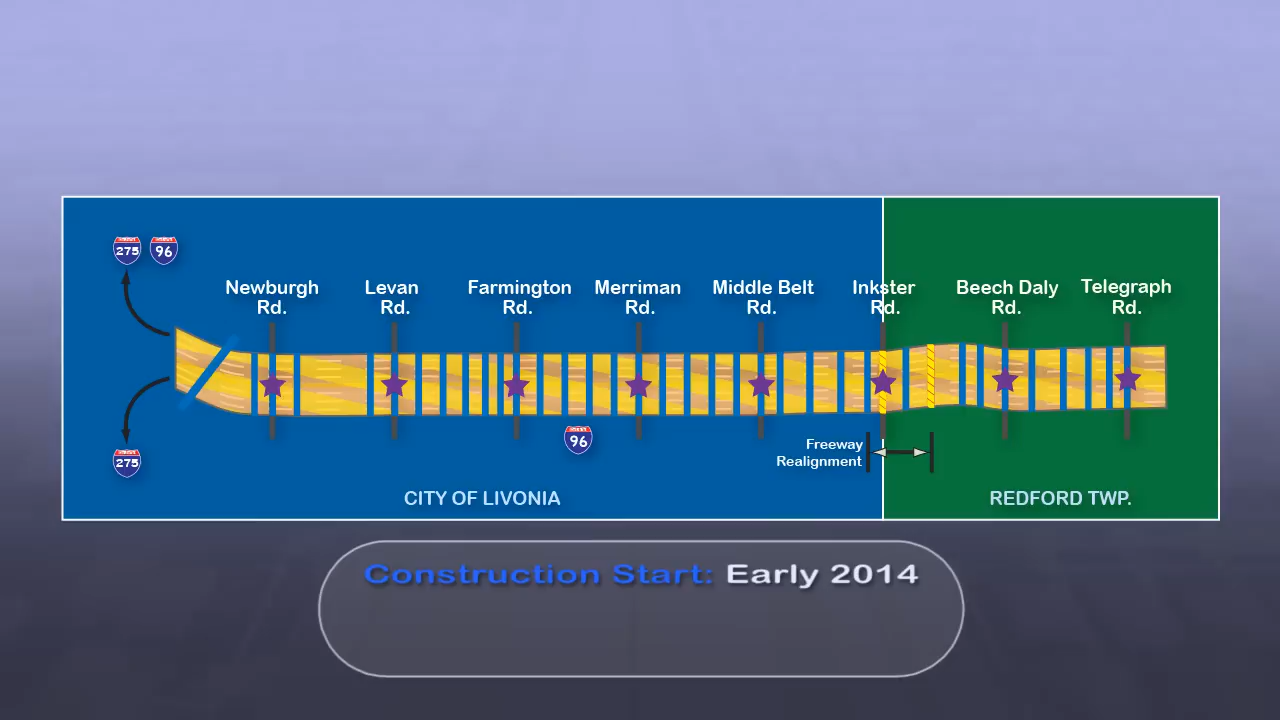 275 96
Newburgh Rd.
Levan Rd.
Farmington Rd.
Merriman Rd.
Middle Belt Rd.
Inkster Rd.
Beech Daly Rd.
Telegraph Rd.
96
Freeway
Realignment
275
CITY OF LIVONIA
REDFORD TWP.
Construction Start: Early 2014